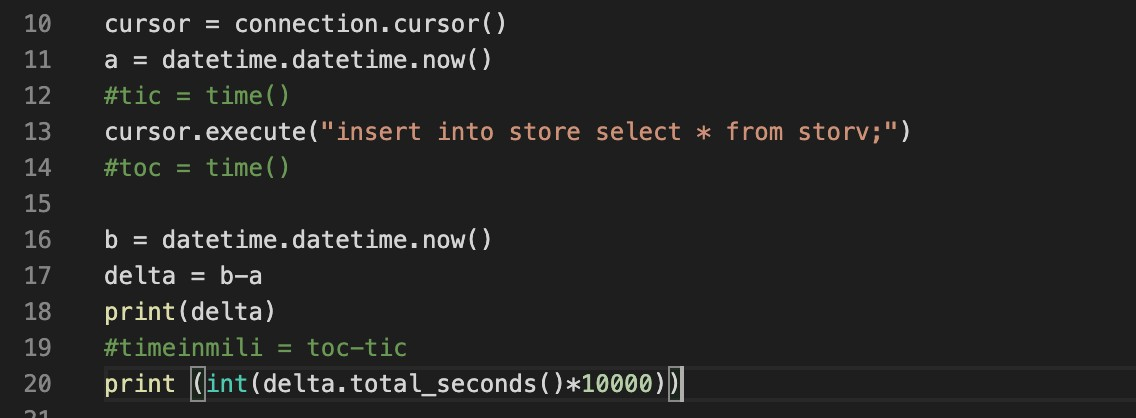 10 cursor = connection.cursor()
11 a = datetime.datetime.now()
12 #tic = time()
13 cursor.execute("insert into store select * from storv;")
14 #toc = time()
15
16 b = datetime.datetime.now()
17 delta = b-a
18 print(delta)
19 #timeinmili = toc-tic
20 print (int(delta.total_seconds()*10000))
21